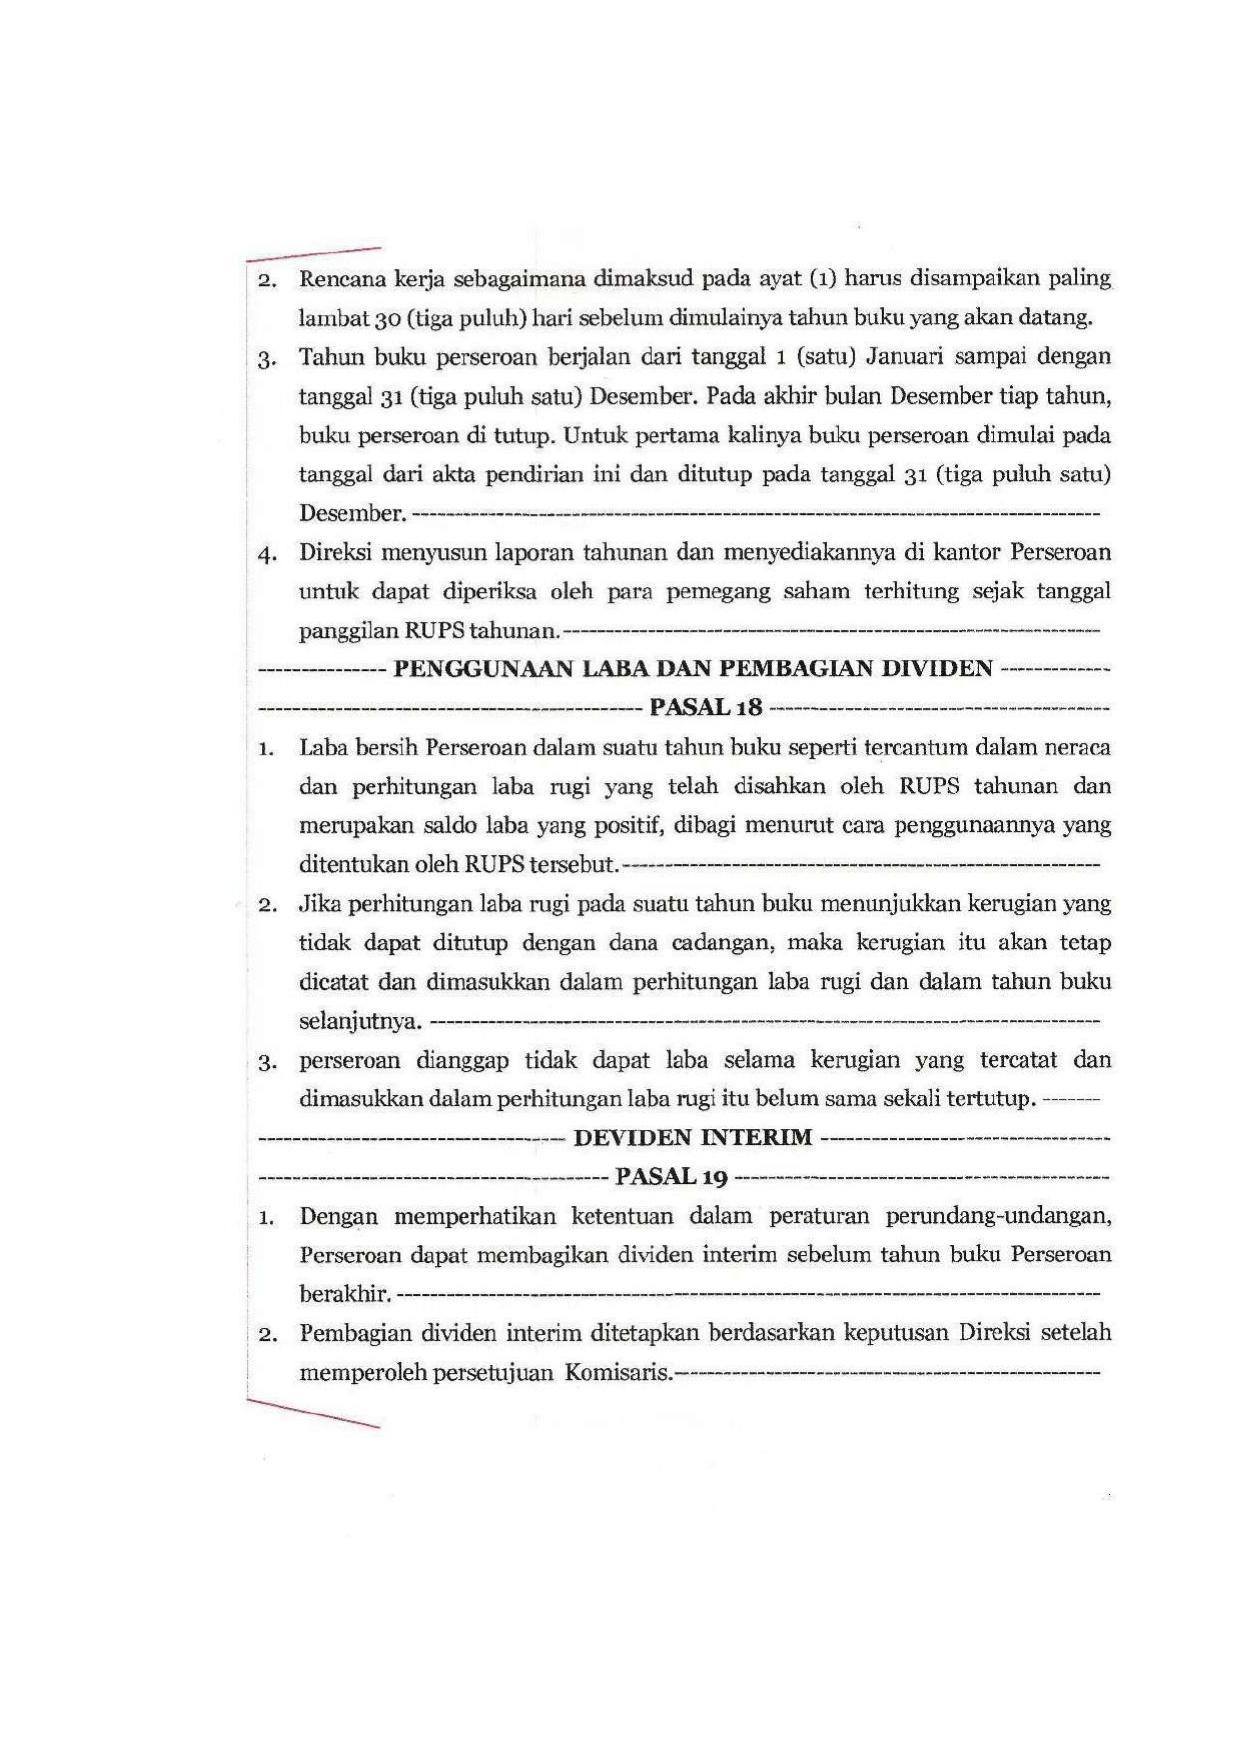 2. Rencana kerja sebagaimana dimaksud pada ayat (1) harus disampaikan paling
lambat 30 (tiga puluh) hari sebelum dimulainya tahun buku yang akan datang.
3. Tahun buku perseroan berjalan dari tanggal 1 (satu) Januari sampai dengan
tanggal 31 (tiga puluh satu) Desember. Pada akhir bulan Desember tiap tahun,
buku perseroan di tutup. Untuk pertama kalinya buku perseroan dimulai pada
tanggal dari akta pendirian ini dan ditutup pada tanggal 31 (tiga puluh satu)
Desember. ---------------------------------------------------------------
4. Direksi menyusun laporan tahunan dan menyediakannya di kantor Perseroan
untuk dapat diperiksa oleh para pemegang saham terhitung sejak tanggal
panggilan RUPS tahunan.-------------------------------------------------
--------------- PENGGUNAAN LABA DAN PEMBAGIAN DIVIDEN -------------
--------------------------------------------- PASAL 18 ----------------------------------------
1. Laba bersih Perseroan dalam suatu tahun buku seperti tercantum dalam neraca
dan perhitungan laba rugi yang telah disahkan oleh RUPS tahunan dan
merupakan saldo laba yang positif, dibagi menurut cara penggunaannya yang
ditentukan oleh RUPS tersebut.--------------------------------------------------------
2. Jika perhitungan laba rugi pada suatu tahun buku menunjukkan kerugian yang
tidak dapat ditutup dengan dana cadangan, maka kerugian itu akan tetap
dicatat dan dimasukkan dalam perhitungan laba rugi dan dalam tahun buku
selanjutnya. ---------------------------------------------------------------
3. perseroan dianggap tidak dapat laba selama kerugian yang tercatat dan
dimasukkan dalam perhitungan laba rugi itu belum sama sekali tertutup. -------
------------------------------------ DEVIDEN INTERIM ----------------------------------
----------------------------------------- PASAL 19 --------------------------------------------
1. Dengan memperhatikan ketentuan dalam peraturan perundang-undangan,
Perseroan dapat membagikan dividen interim sebelum tahun buku Perseroan
berakhir. ---------------------------------------------------------------
2. Pembagian dividen interim ditetapkan berdasarkan keputusan Direksi setelah
memperoleh persetujuan Komisaris.--------------------------------------------------